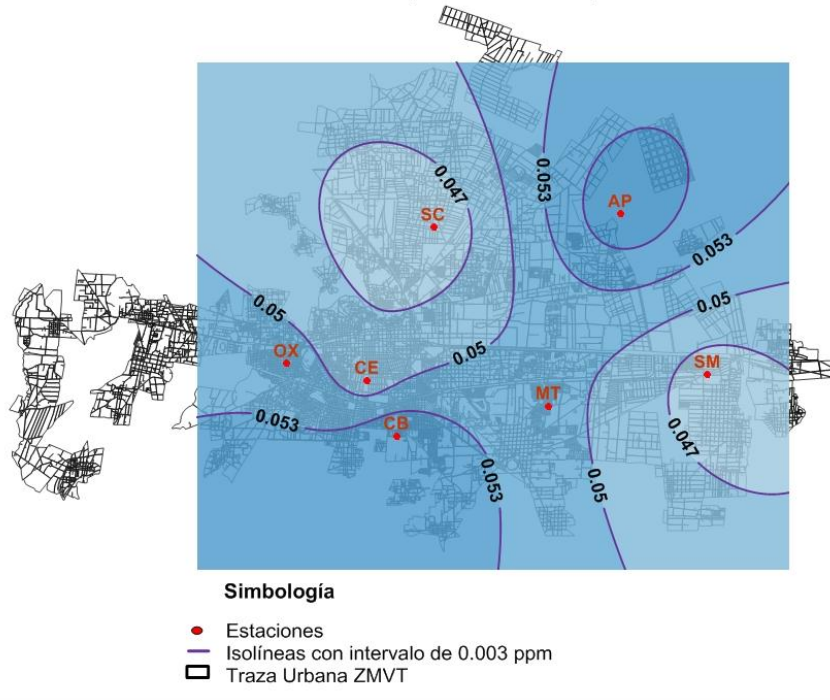 0.053
AP
0.047
SC
0.053
0.05
0.05
OX
0.05
CE
SM
MT
0.053
CB
0.047
0.053
0.05
Simbología
Estaciones
Isolíneas con intervalo de 0.003 ppm
Traza Urbana ZMVT